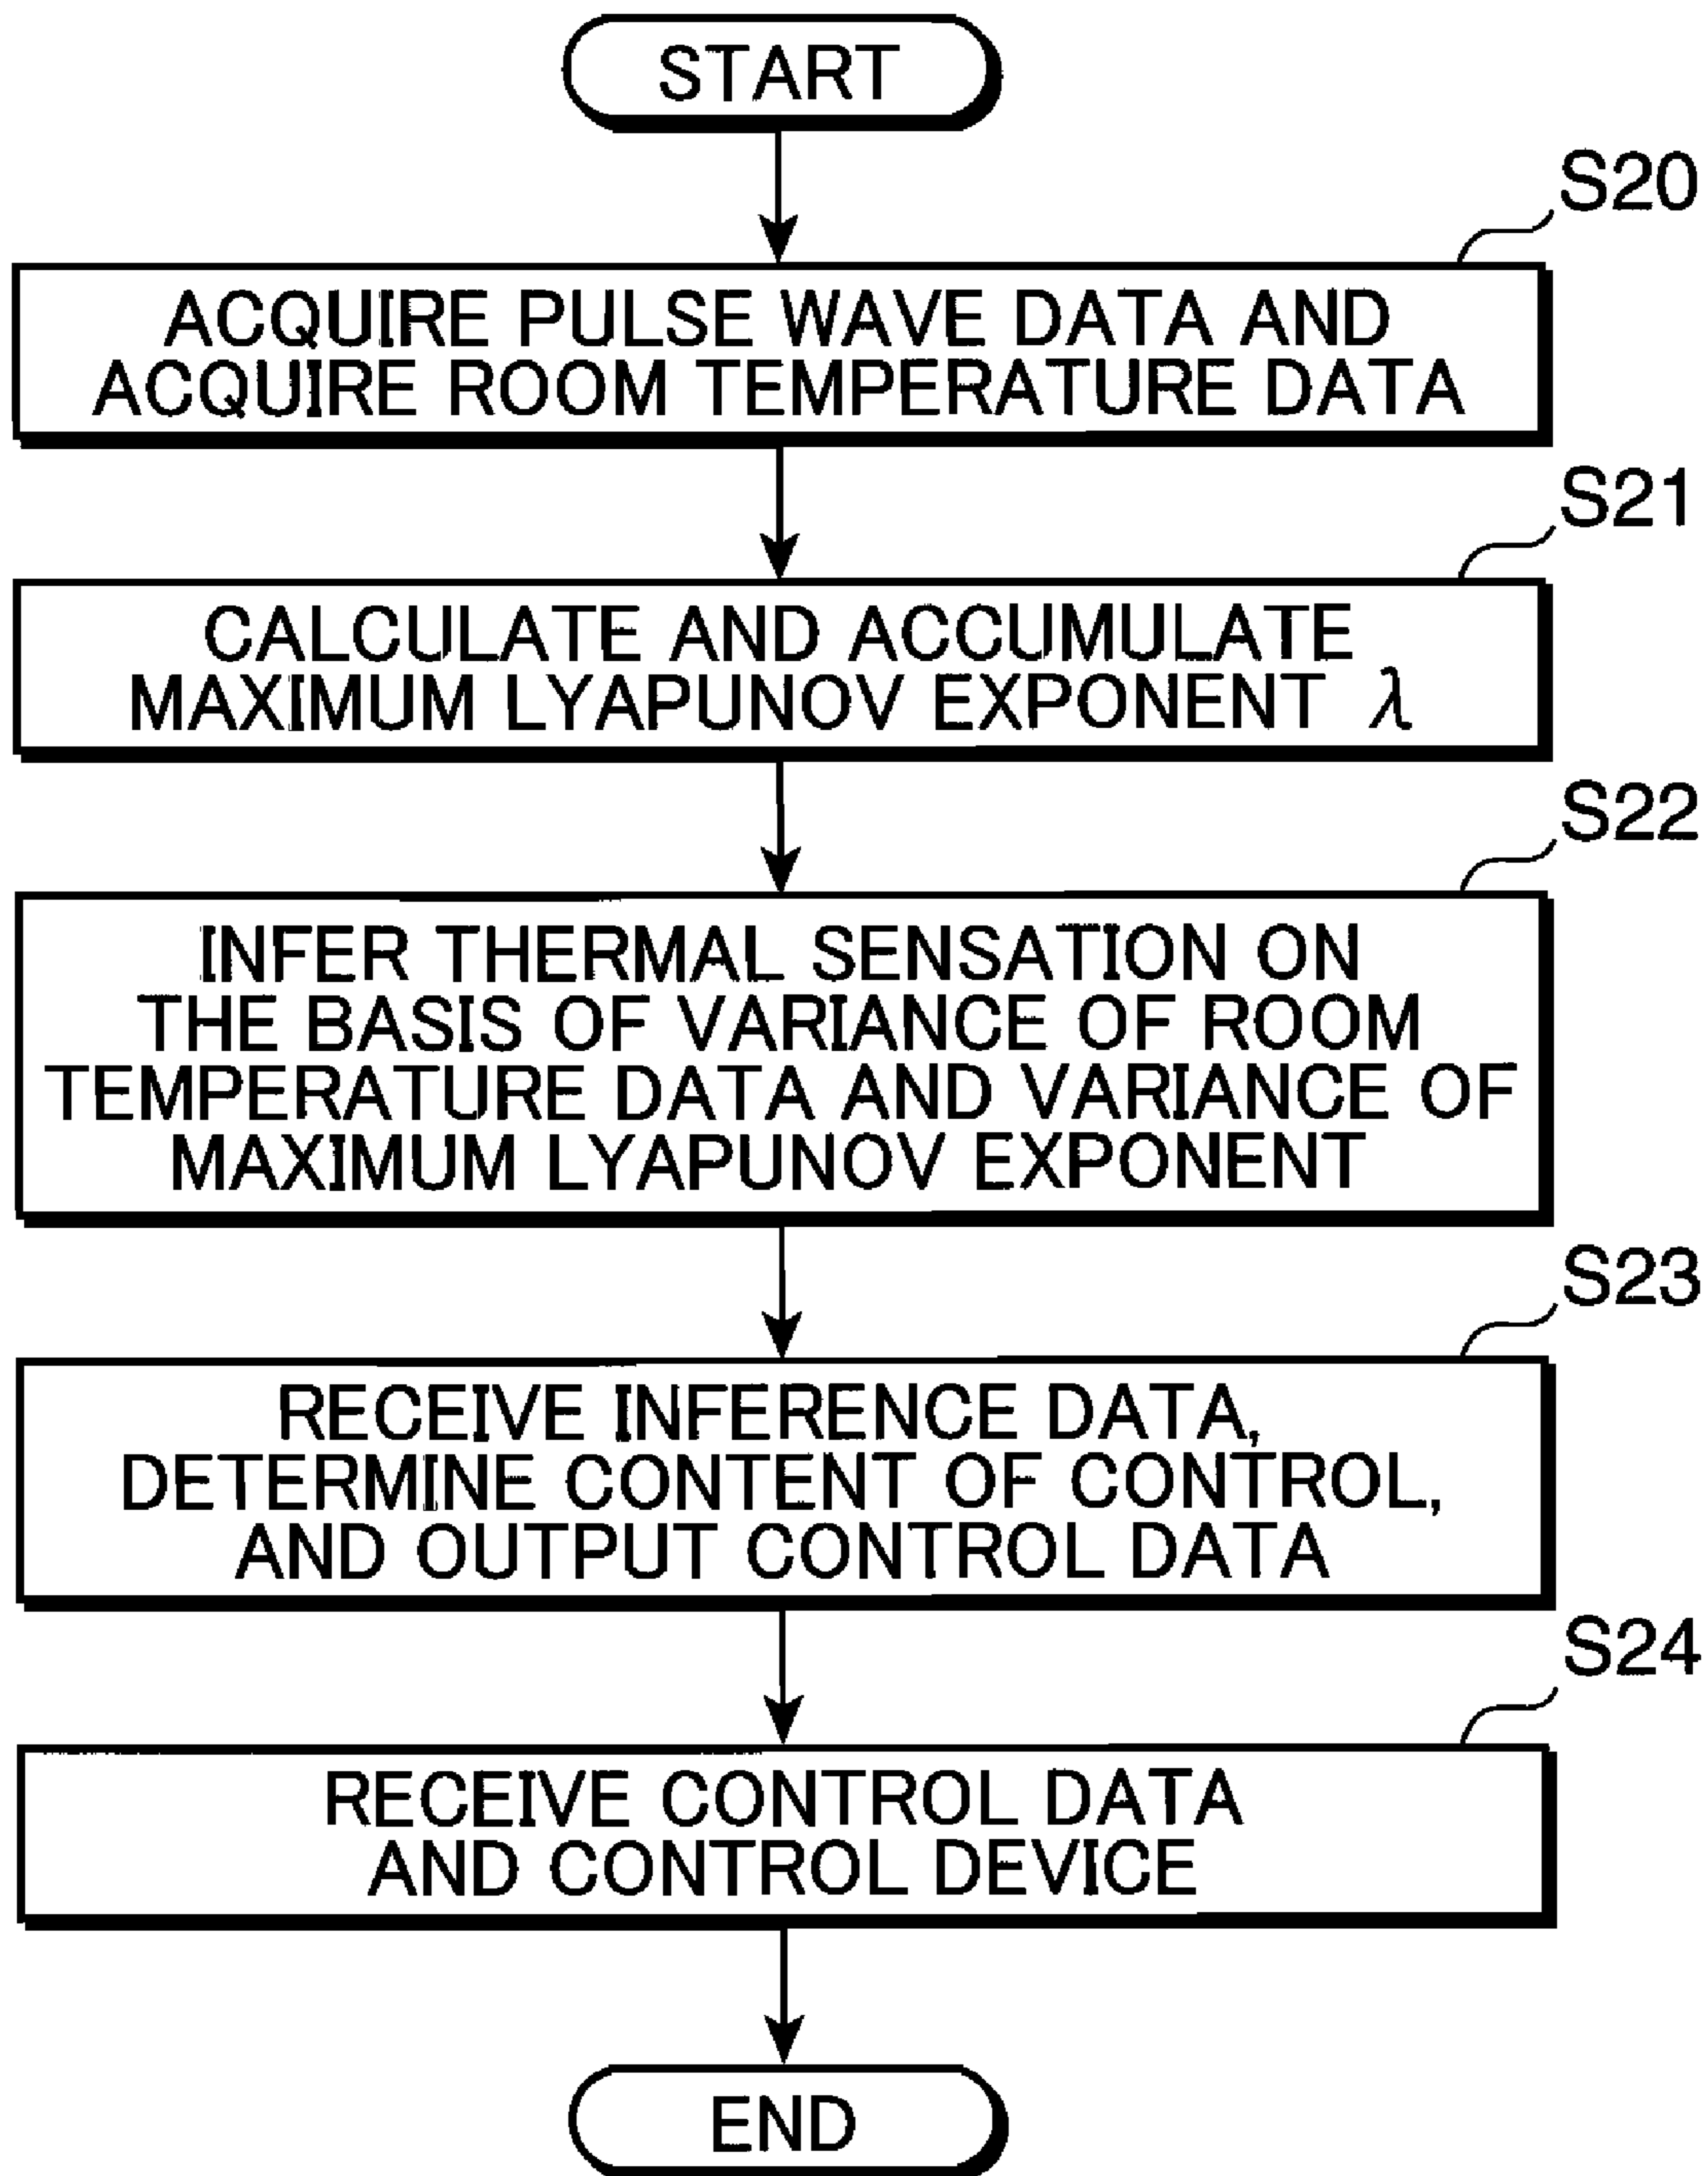 START
S20
ACQUIRE PULSE WAVE DATA AND
ACQUIRE ROOM TEMPERATURE DATA
S21
CALCULATE AND ACCUMULATE
MAXIMUM LYAPUNOV EXPONENT λ
S22
INFER THERMAL SENSATION ON
THE BASIS OF VARIANCE OF ROOM
TEMPERATURE DATA AND VARIANCE OF
MAXIMUM LYAPUNOV EXPONENT
S23
RECEIVE INFERENCE DATA,
DETERMINE CONTENT OF CONTROL,
AND OUTPUT CONTROL DATA
S24
RECEIVE CONTROL DATA
AND CONTROL DEVICE
END